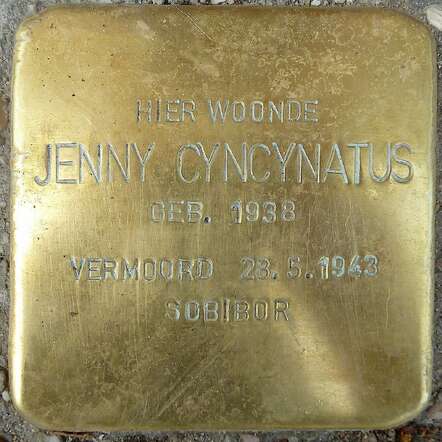 HIER WOONDE
JENNY CYNCYNATUS
GEB. 1938
VERMOORD 28.5.1943
SOBIBOR